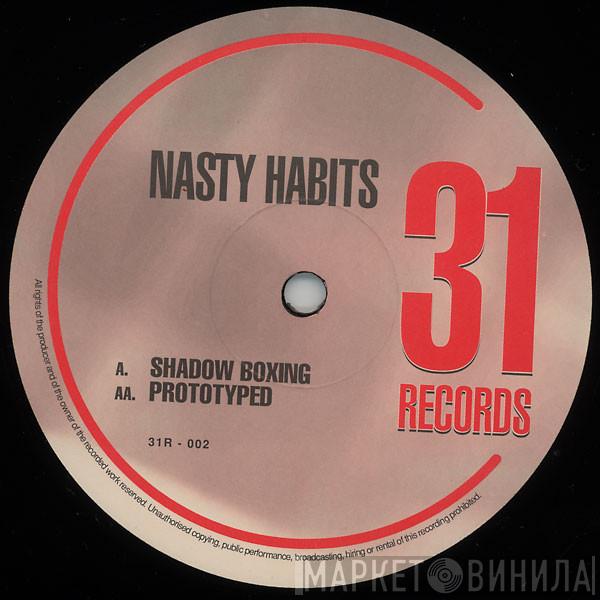 NASTY HABITS
31
RECORDS
A. SHADOW BOXING
AA. PROTOTYPED
31R - 002
All rights of the producer and of the owner of the recorded work reserved. Unauthorised copying, public performance, broadcasting, hiring or rental of this recording prohibited.
МАРКЕТ ВИНИЛА